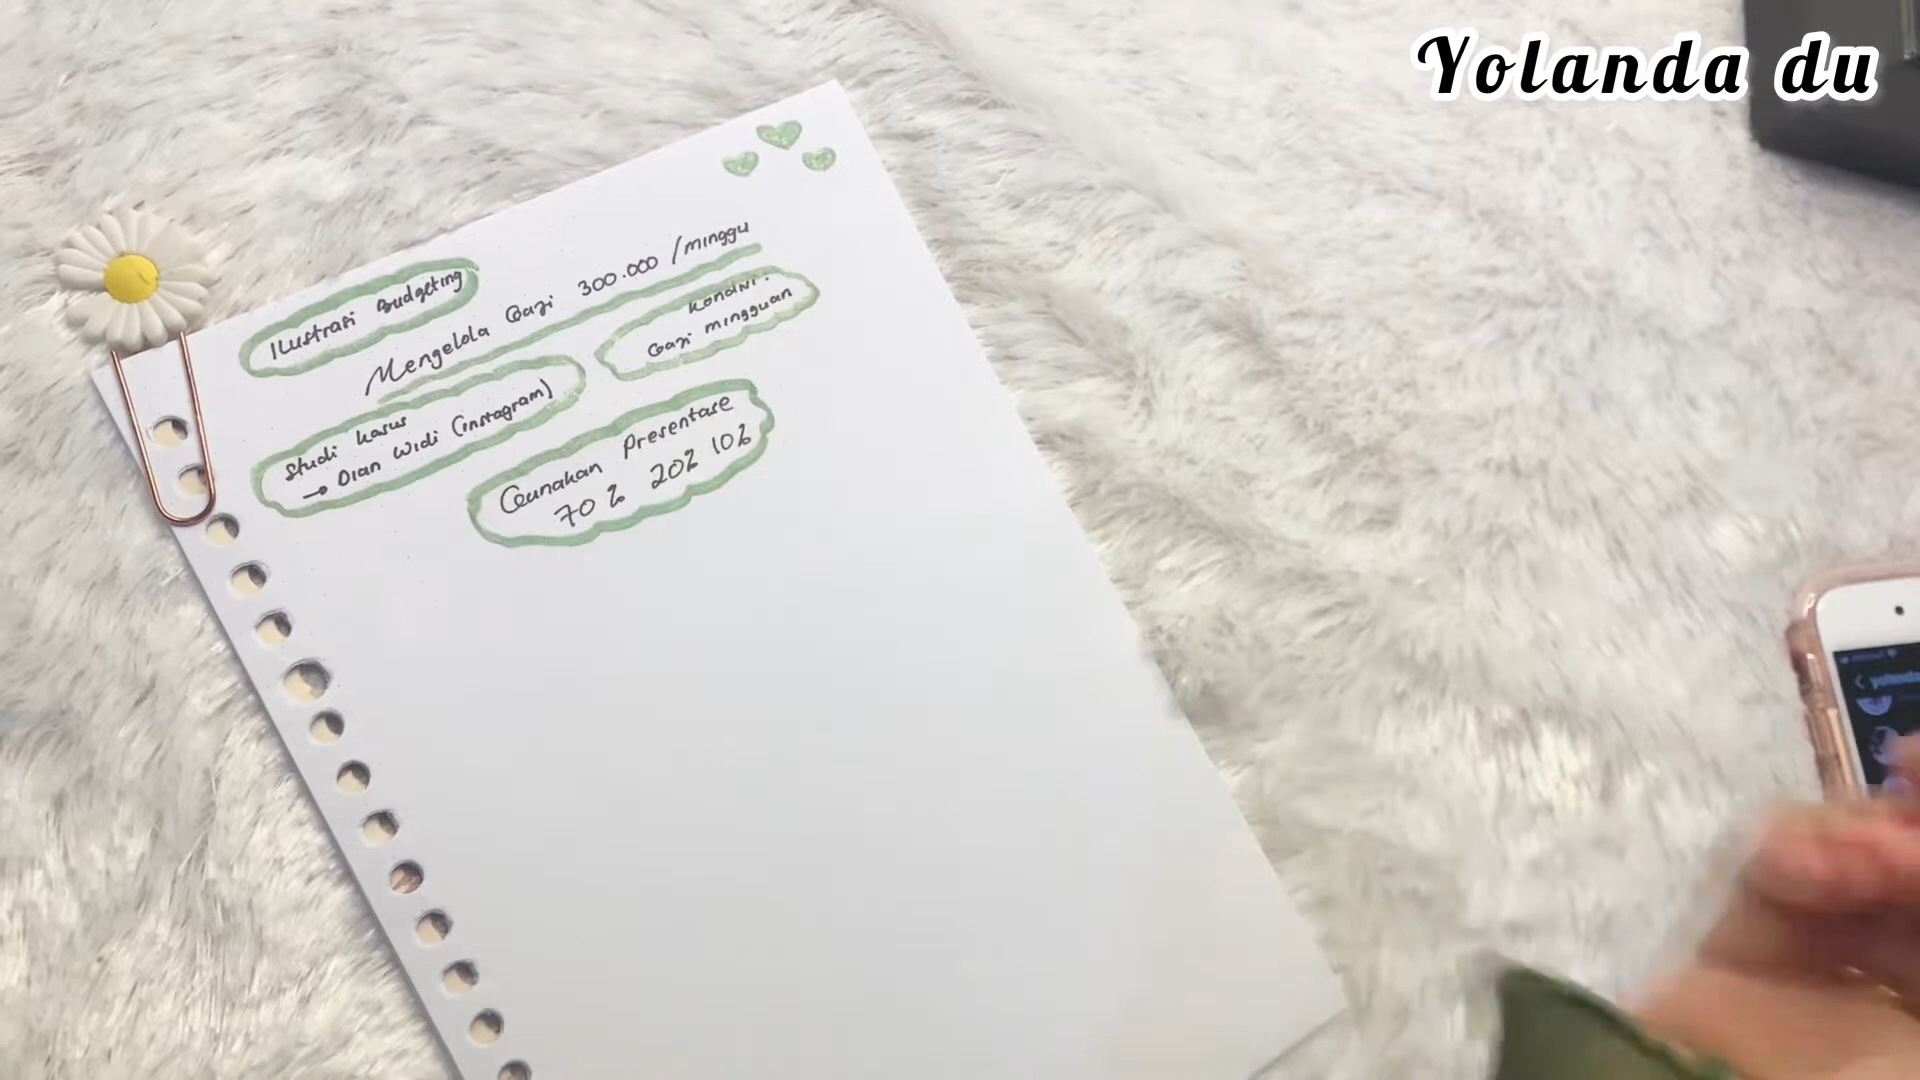 Yolanda du
Ilustrasi Budgeting
Mengelola Gaji 300.000 /minggu
Kondisi:
Gaji mingguan
Studi kasus
→ Dian Widi (instagram)
Gunakan Presentase
70% 20% 10%